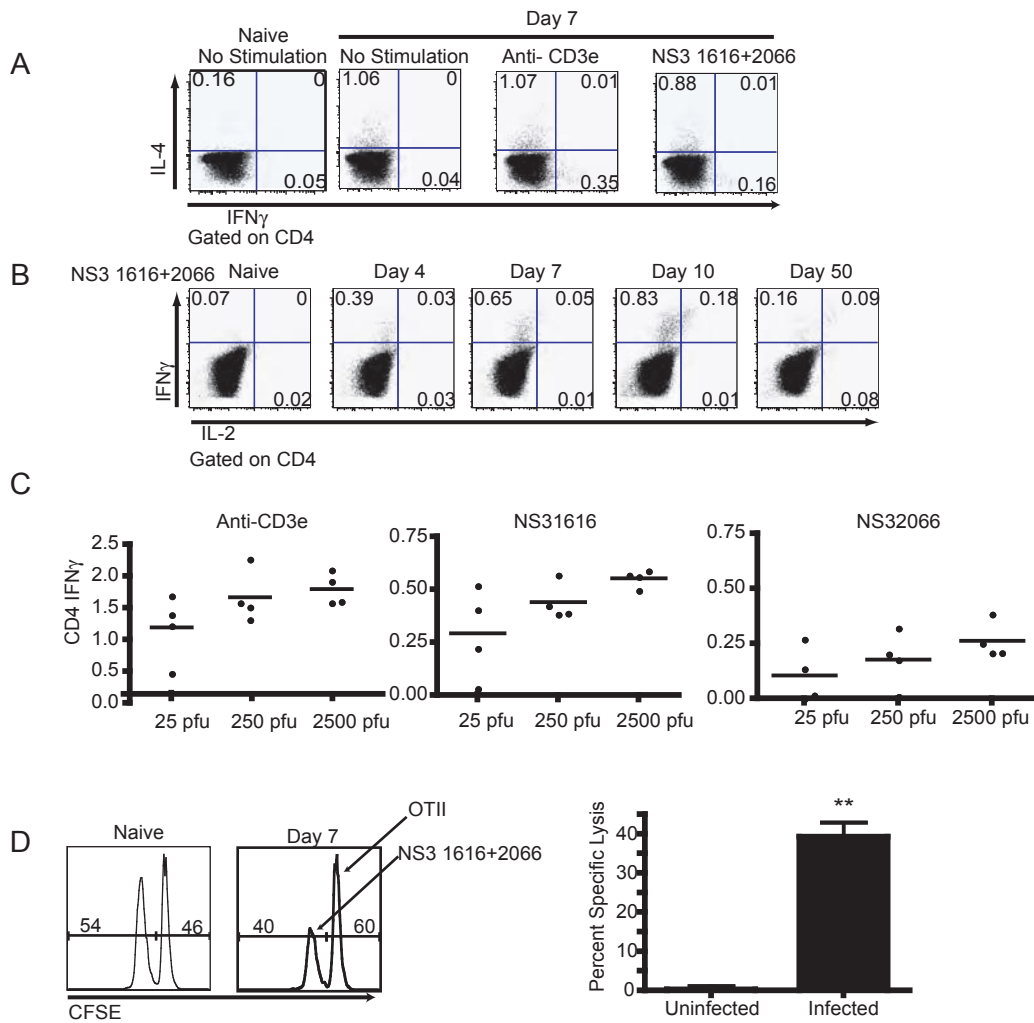 A
Day 7
Naive
No Stimulation
No Stimulation
Anti- CD3e
NS3 1616+2066
0.16 0
0.05
1.06 0
0.04
1.07 0.01
0.35
0.88 0.01
0.16
IL-4
IFNγ
Gated on CD4
B
NS3 1616+2066
Naive
Day 4
Day 7
Day 10
Day 50
0.07 0
0.02
0.39 0.03
0.03
0.65 0.05
0.01
0.83 0.18
0.01
0.16 0.09
0.08
IFNγ
IL-2
Gated on CD4
C
Anti-CD3e
CD4 IFNγ
2.5
2.0
1.5
1.0
0.5
0.0
25 pfu 250 pfu 2500 pfu
NS31616
0.75
0.50
0.25
0.00
25 pfu 250 pfu 2500 pfu
NS32066
0.75
0.50
0.25
0.00
25 pfu 250 pfu 2500 pfu
D
Naive
54 46
Day 7
40 60
OTII
NS3 1616+2066
CFSE
Percent Specific Lysis
40
30
20
10
0
**
Uninfected Infected